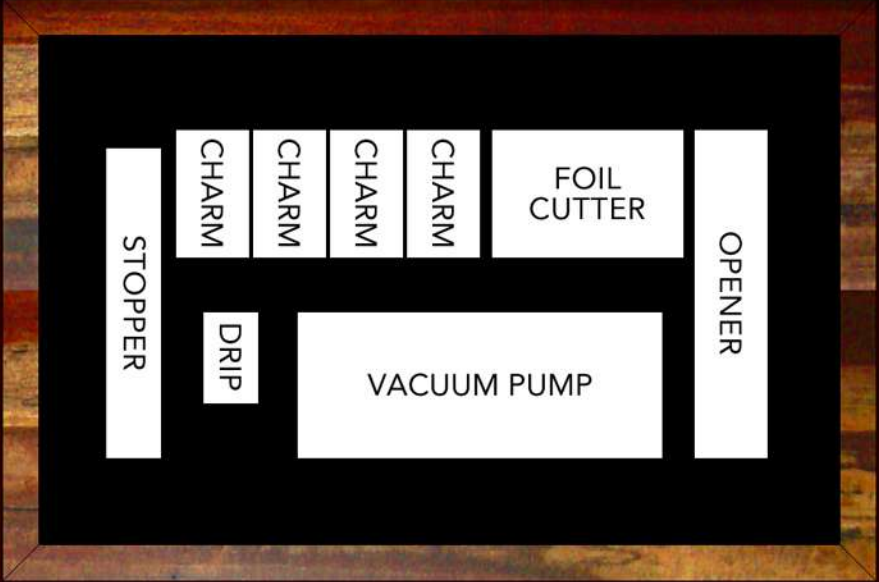 STOPPER
CHARM
CHARM
CHARM
CHARM
FOIL
CUTTER
OPENER
DRIP
VACUUM PUMP